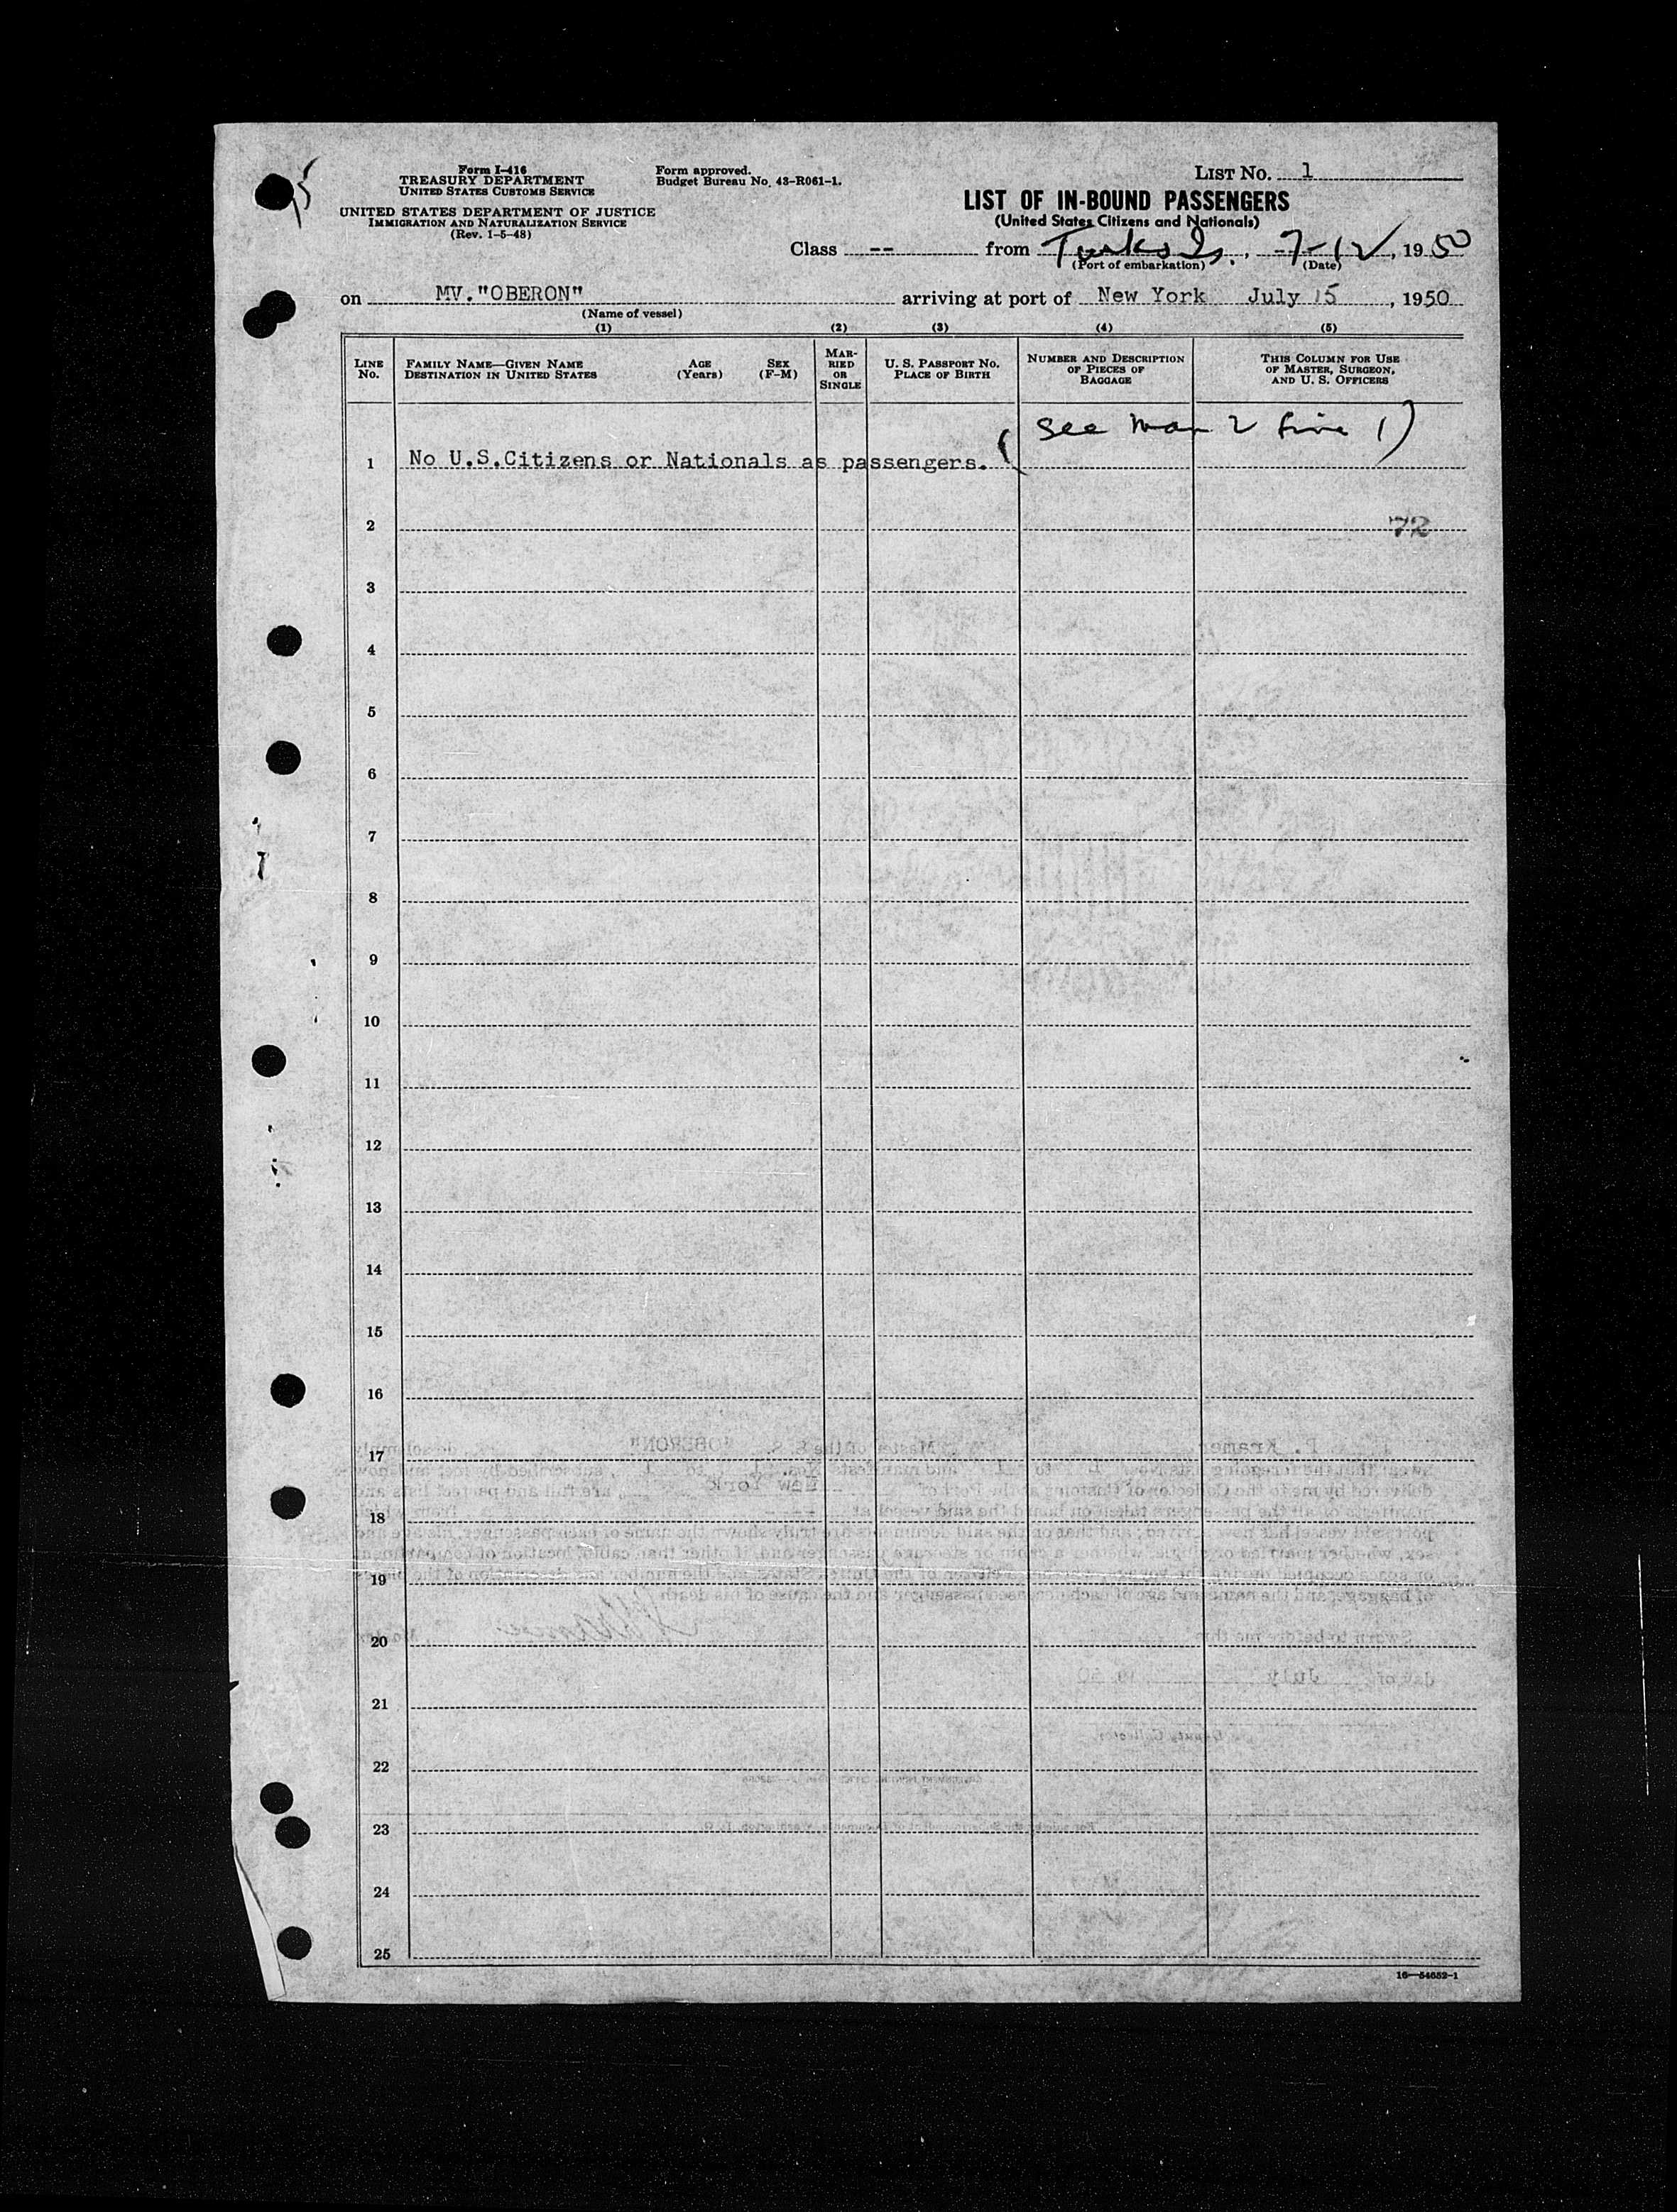 Form I-416
TREASURY DEPARTMENT
UNITED STATES CUSTOMS SERVICE
UNITED STATES DEPARTMENT OF JUSTICE
IMMIGRATION AND NATURALIZATION SERVICE
(Rev. 1-5-48)
Form approved.
Budget Bureau No. 43-R061-1.
LIST No. 1
LIST OF IN-BOUND PASSENGERS
(United States Citizens and Nationals)
Class -- from Turks Is., 7-12, 1950
(Port of embarkation) (Date)
on MV."OBERON" arriving at port of New York July 15, 1950
(Name of vessel)
(1) (2) (3) (4) (5)
LINE No. FAMILY NAME—GIVEN NAME DESTINATION IN UNITED STATES AGE (Years) SEX (F-M) MARRIED OR SINGLE U. S. PASSPORT NO. PLACE OF BIRTH NUMBER AND DESCRIPTION OF PIECES OF BAGGAGE THIS COLUMN FOR USE OF MASTER, SURGEON, AND U. S. OFFICERS
(See man 2 line 1)
1 No U.S.Citizens or Nationals as passengers.
2 72
3
4
5
6
7
8
9
10
11
12
13
14
15
16
17
18
19
20
21
22
23
24
25
16—54652-1